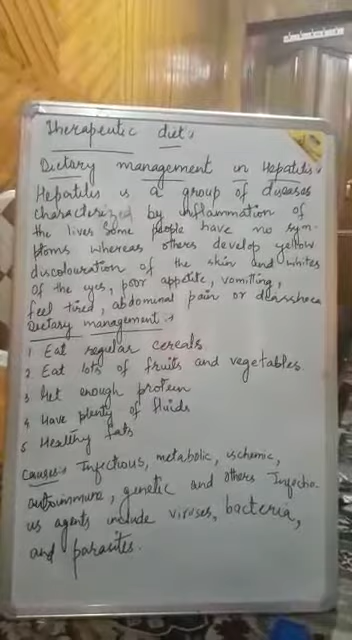 Therapeutic diet:
Dietary management in Hepatitis:
Hepatitis is a group of diseases
characterized by inflammation of
the lives some people have no sym-
ptoms whereas others develop yellow
discolouration of the skin and whites
of the eyes, poor appetite, vomitting,
feel tired, abdominal pain or diarrhoea
Dietary management:
1 Eat regular cereals
2 Eat lots of fruits and vegetables.
3 Get enough protein
4 Have plenty of fluids
5 Healthy fats
Causes: Infectious, metabolic, ischemic,
autoimmune, genetic and others Infectio
us agents include viruses, bacteria,
and parasites.